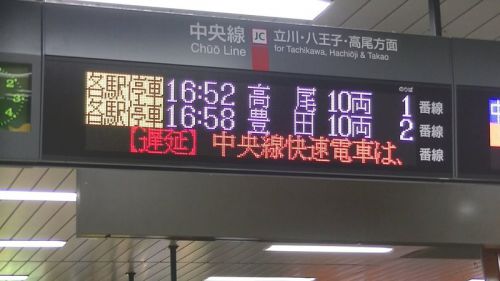 中央線 JC 立川・八王子・高尾方面
Chūō Line for Tachikawa, Hachiōji & Takao
のりば
各駅停車 16:52 高尾 10両 1 番線
各駅停車 16:58 豊田 10両 2 番線
【遅延】 中央線快速電車は、 番線